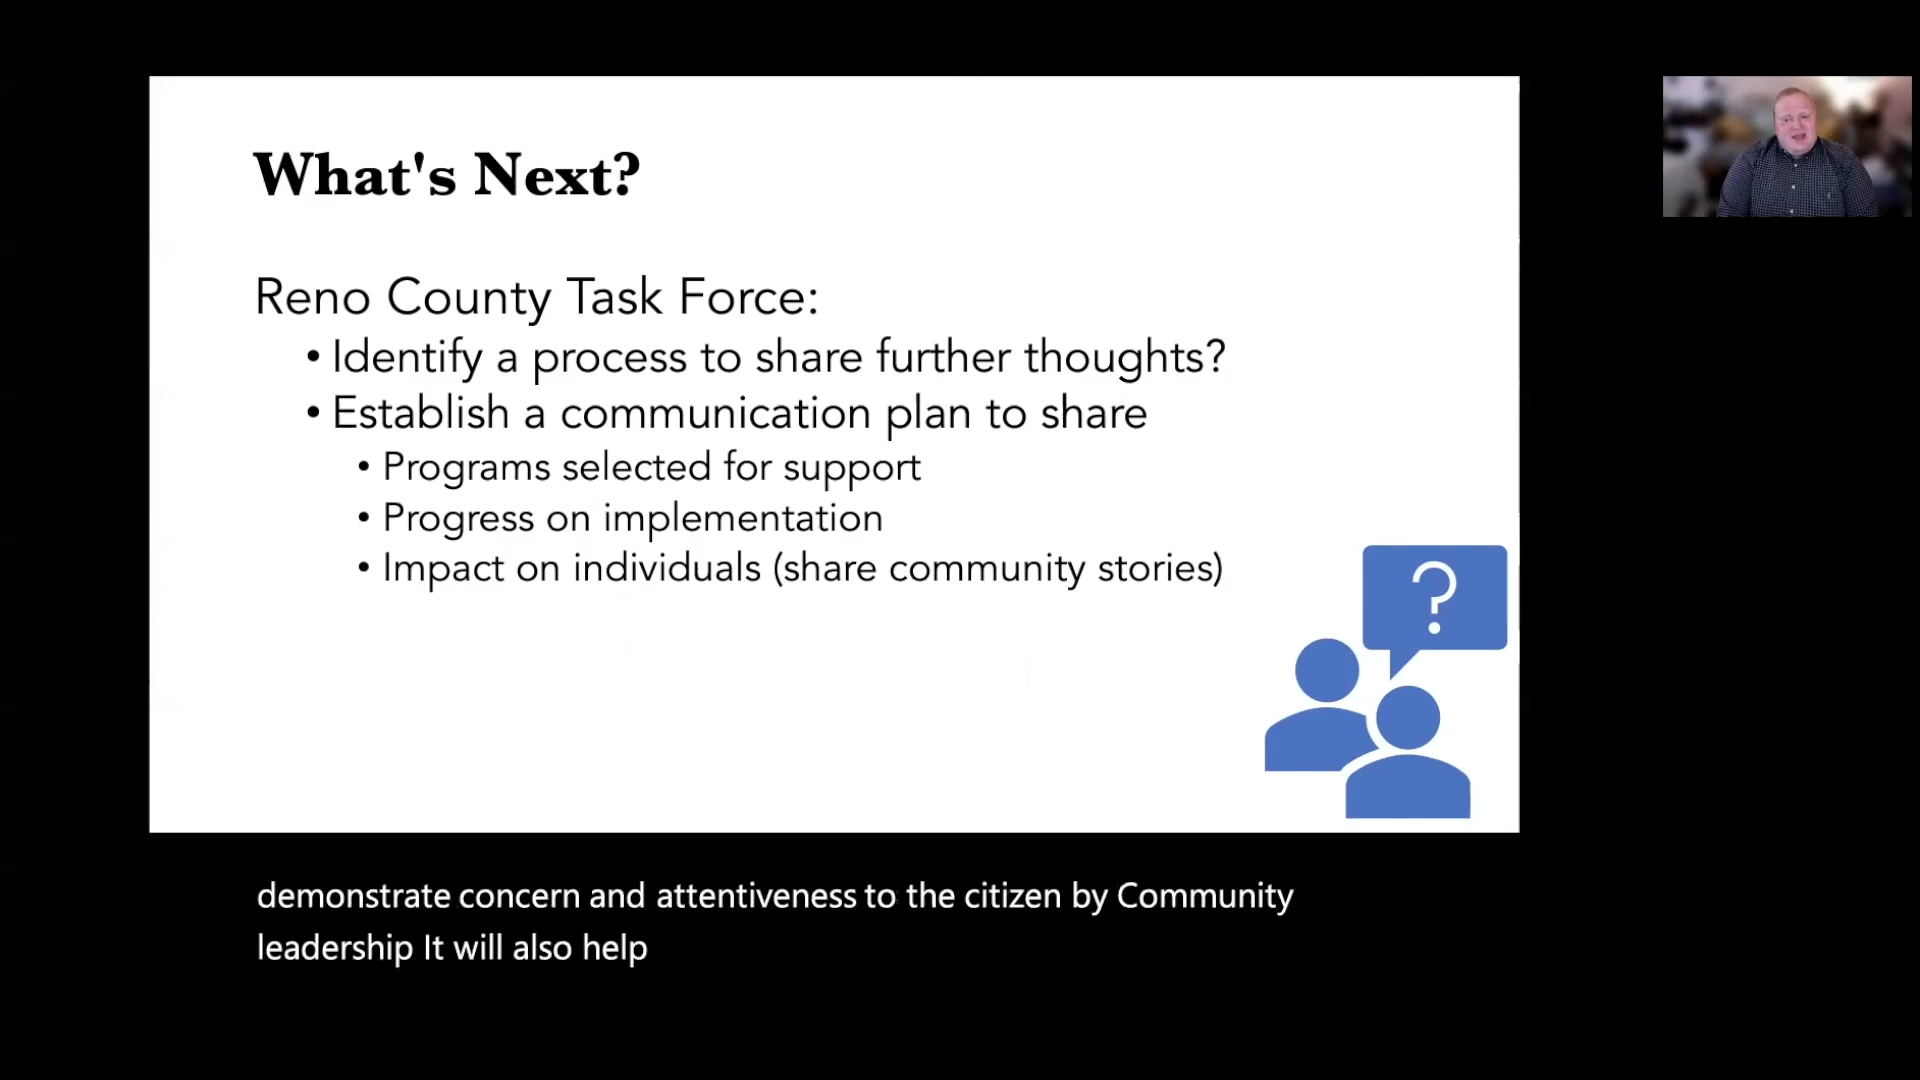 What's Next?
Reno County Task Force:
• Identify a process to share further thoughts?
• Establish a communication plan to share
• Programs selected for support
• Progress on implementation
• Impact on individuals (share community stories)
?
demonstrate concern and attentiveness to the citizen by Community
leadership It will also help